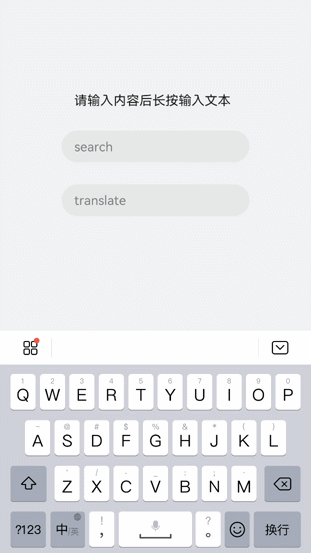 请输入内容后长按输入文本
search
translate
1 2 3 4 5 6 7 8 9 0
Q W E R T Y U I O P
~ @ # $ % & * ( )
A S D F G H J K L
' / - _ : ; ·
Z X C V B N M
?123 中/英 ! , ? 。 换行